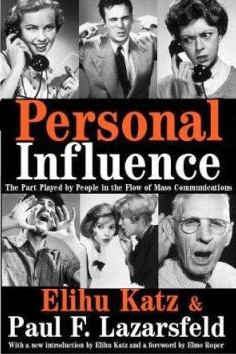 Personal
Influence
The Part Played by People in the Flow of Mass Communications
Elihu Katz &
Paul F. Lazarsfeld
With a new introduction by Elihu Katz and a foreword by Elmo Roper